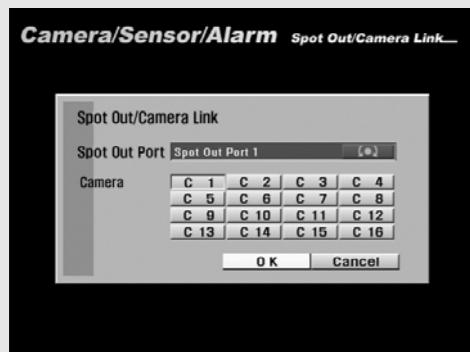 Camera/Sensor/Alarm Spot Out/Camera Link
Spot Out/Camera Link
Spot Out Port Spot Out Port 1
Camera C 1 C 2 C 3 C 4
C 5 C 6 C 7 C 8
C 9 C 10 C 11 C 12
C 13 C 14 C 15 C 16
OK Cancel